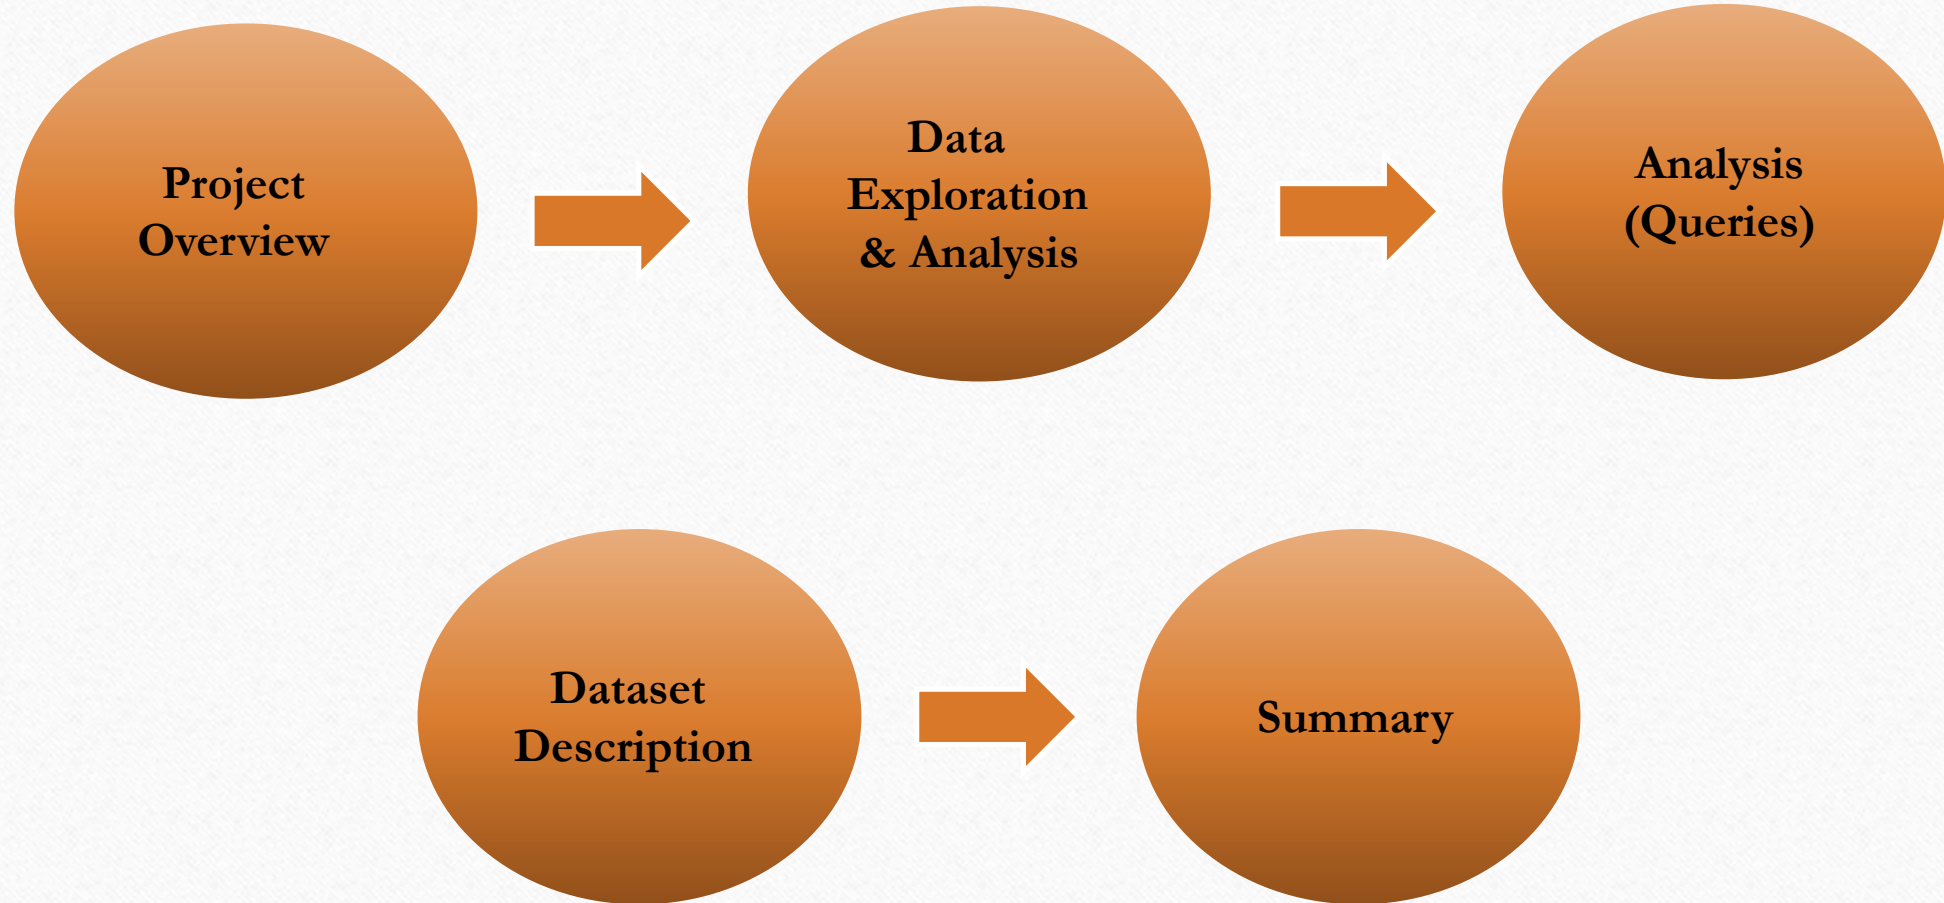 Project
Overview
Data
Exploration
& Analysis
Analysis
(Queries)
Dataset
Description
Summary